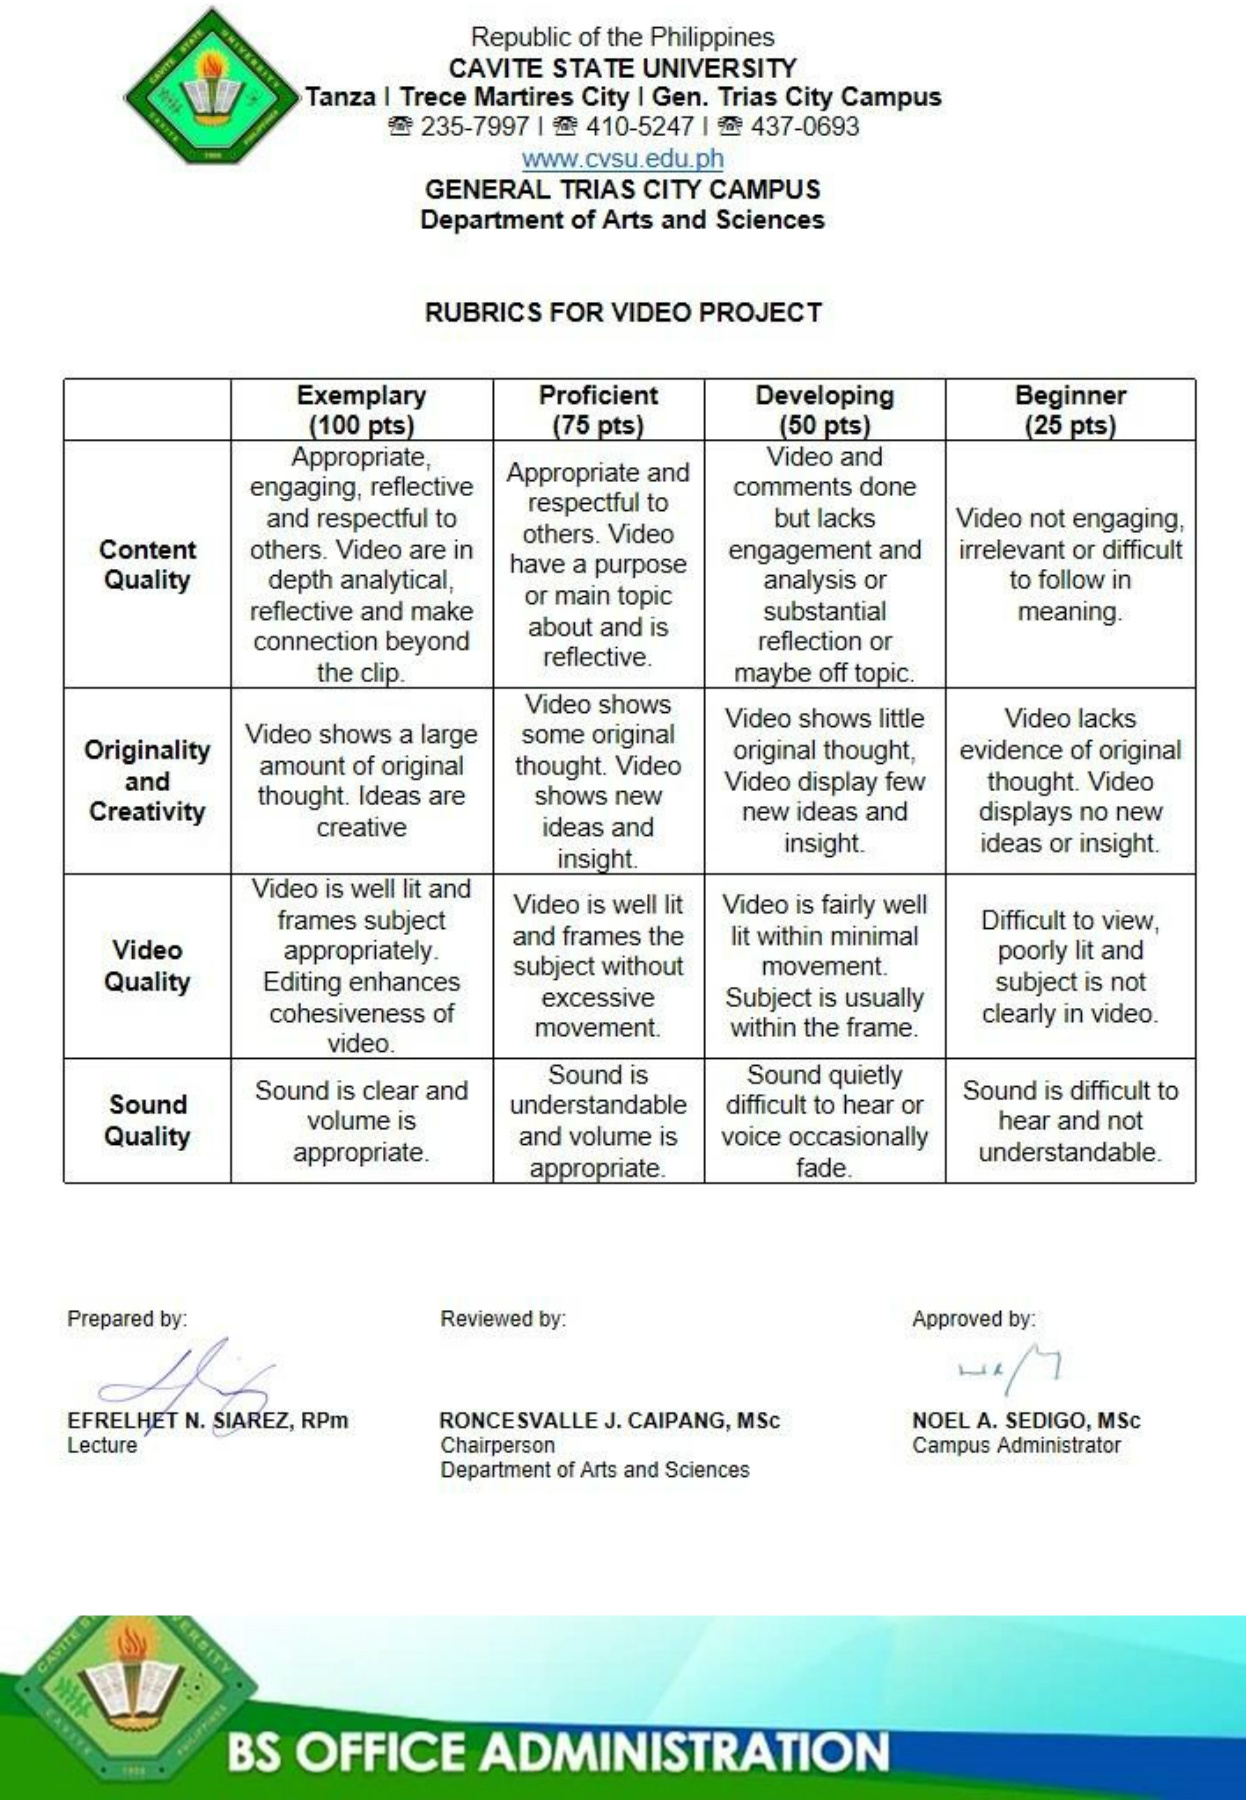 Republic of the Philippines
CAVITE STATE UNIVERSITY
Tanza | Trece Martires City | Gen. Trias City Campus
☎ 235-7997 | ☎ 410-5247 | ☎ 437-0693
www.cvsu.edu.ph
GENERAL TRIAS CITY CAMPUS
Department of Arts and Sciences
CAVITE STATE UNIVERSITY
CAVITE
1906
PHILIPPINES
RUBRICS FOR VIDEO PROJECT
Exemplary
(100 pts)
Proficient
(75 pts)
Developing
(50 pts)
Beginner
(25 pts)
Content
Quality
Appropriate,
engaging, reflective
and respectful to
others. Video are in
depth analytical,
reflective and make
connection beyond
the clip.
Appropriate and
respectful to
others. Video
have a purpose
or main topic
about and is
reflective.
Video and
comments done
but lacks
engagement and
analysis or
substantial
reflection or
maybe off topic.
Video not engaging,
irrelevant or difficult
to follow in
meaning.
Originality
and
Creativity
Video shows a large
amount of original
thought. Ideas are
creative
Video shows
some original
thought. Video
shows new
ideas and
insight.
Video shows little
original thought,
Video display few
new ideas and
insight.
Video lacks
evidence of original
thought. Video
displays no new
ideas or insight.
Video
Quality
Video is well lit and
frames subject
appropriately.
Editing enhances
cohesiveness of
video.
Video is well lit
and frames the
subject without
excessive
movement.
Video is fairly well
lit within minimal
movement.
Subject is usually
within the frame.
Difficult to view,
poorly lit and
subject is not
clearly in video.
Sound
Quality
Sound is clear and
volume is
appropriate.
Sound is
understandable
and volume is
appropriate.
Sound quietly
difficult to hear or
voice occasionally
fade.
Sound is difficult to
hear and not
understandable.
Prepared by:
EFRELHET N. SIAREZ, RPm
Lecture
Reviewed by:
RONCESVALLE J. CAIPANG, MSc
Chairperson
Department of Arts and Sciences
Approved by:
NOEL A. SEDIGO, MSc
Campus Administrator
CAVITE
UNIVERSITY
CAVITE
1906
PHILIPPINES
BS OFFICE ADMINISTRATION